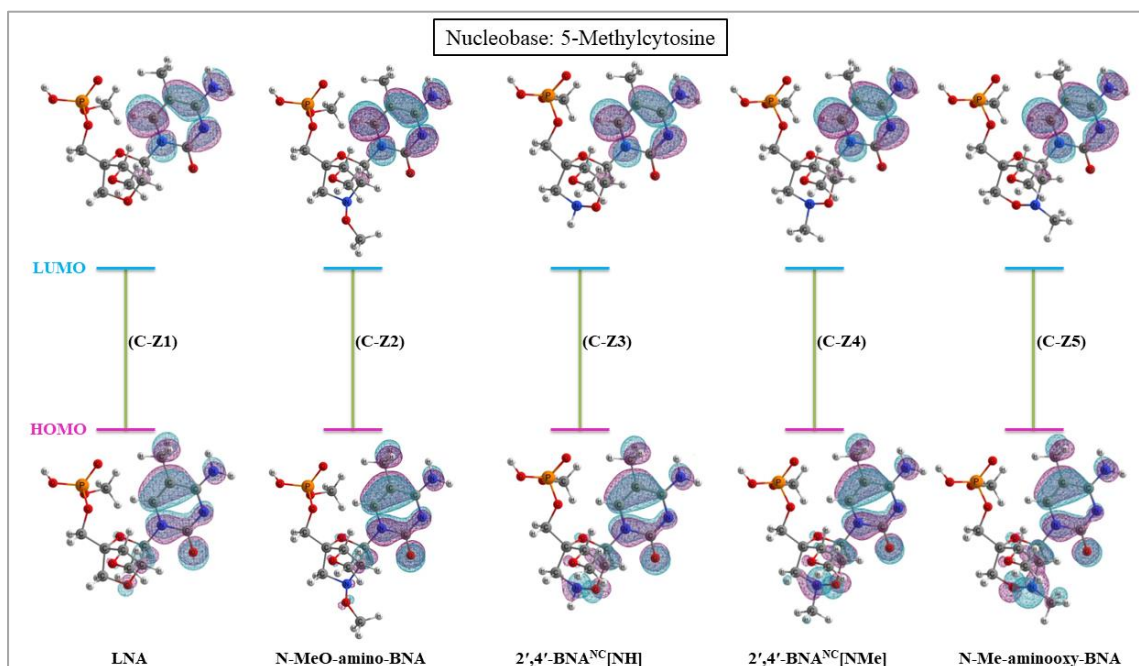 Nucleobase: 5-Methylcytosine
LUMO
(C-Z1) (C-Z2) (C-Z3) (C-Z4) (C-Z5)
HOMO
LNA N-MeO-amino-BNA 2′,4′-BNA^NC[NH] 2′,4′-BNA^NC[NMe] N-Me-aminooxy-BNA